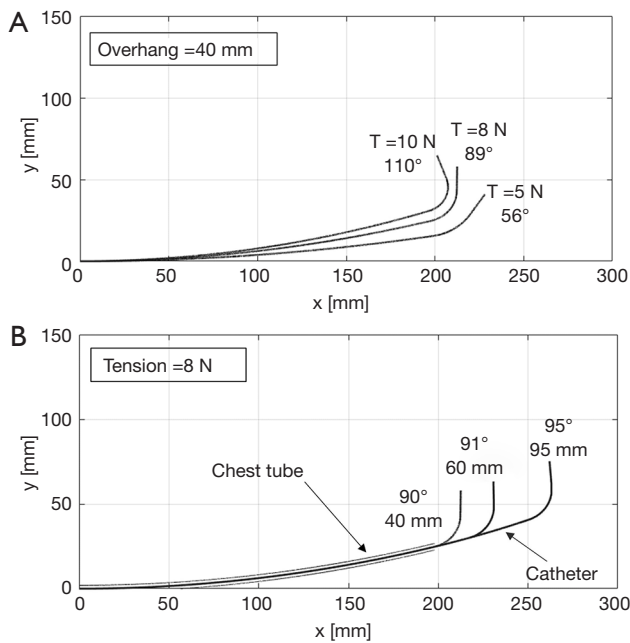 A
150
Overhang =40 mm
100
y [mm]
T =10 N
110°
T =8 N
89°
50
T =5 N
56°
0
0 50 100 150 200 250 300
x [mm]
B
150
Tension =8 N
100
y [mm]
95°
95 mm
91°
60 mm
Chest tube
90°
40 mm
50
Catheter
0
0 50 100 150 200 250 300
x [mm]